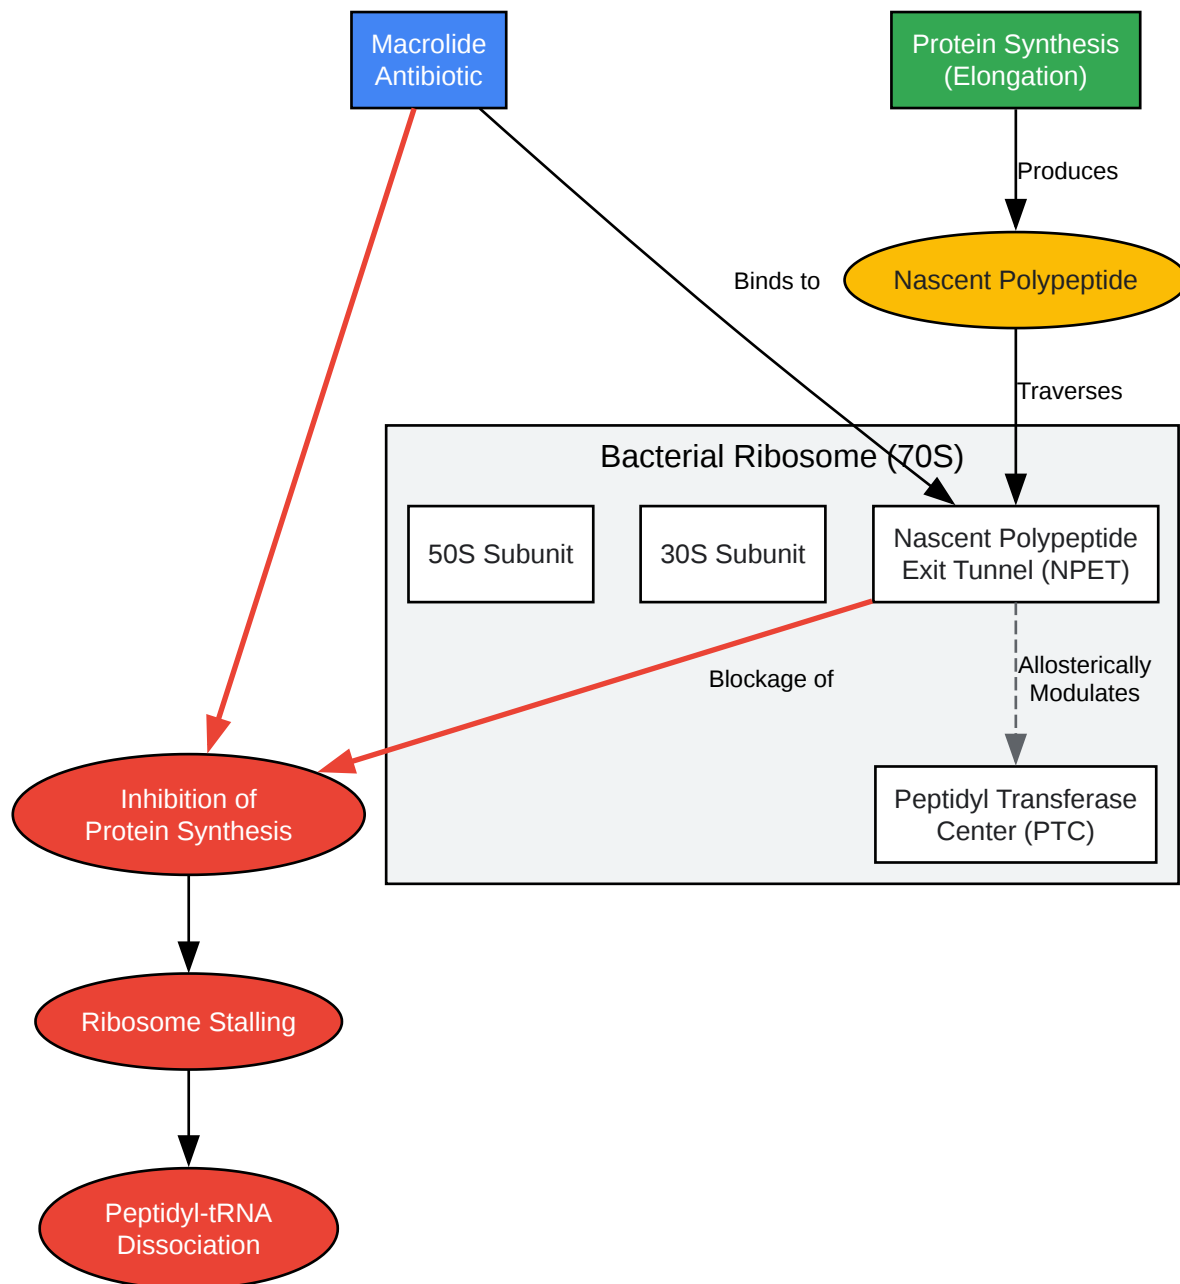 Macrolide
Antibiotic
Protein Synthesis
(Elongation)
Produces
Binds to
Nascent Polypeptide
Traverses
Bacterial Ribosome (70S)
50S Subunit
30S Subunit
Nascent Polypeptide
Exit Tunnel (NPET)
Blockage of
Allosterically
Modulates
Inhibition of
Protein Synthesis
Peptidyl Transferase
Center (PTC)
Ribosome Stalling
Peptidyl-tRNA
Dissociation